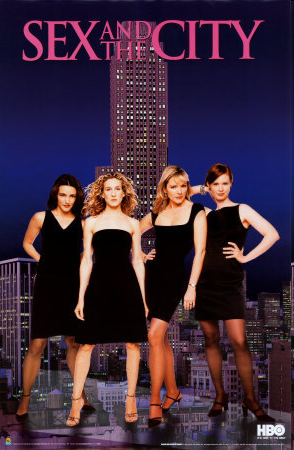 SEX AND THE CITY
HBO